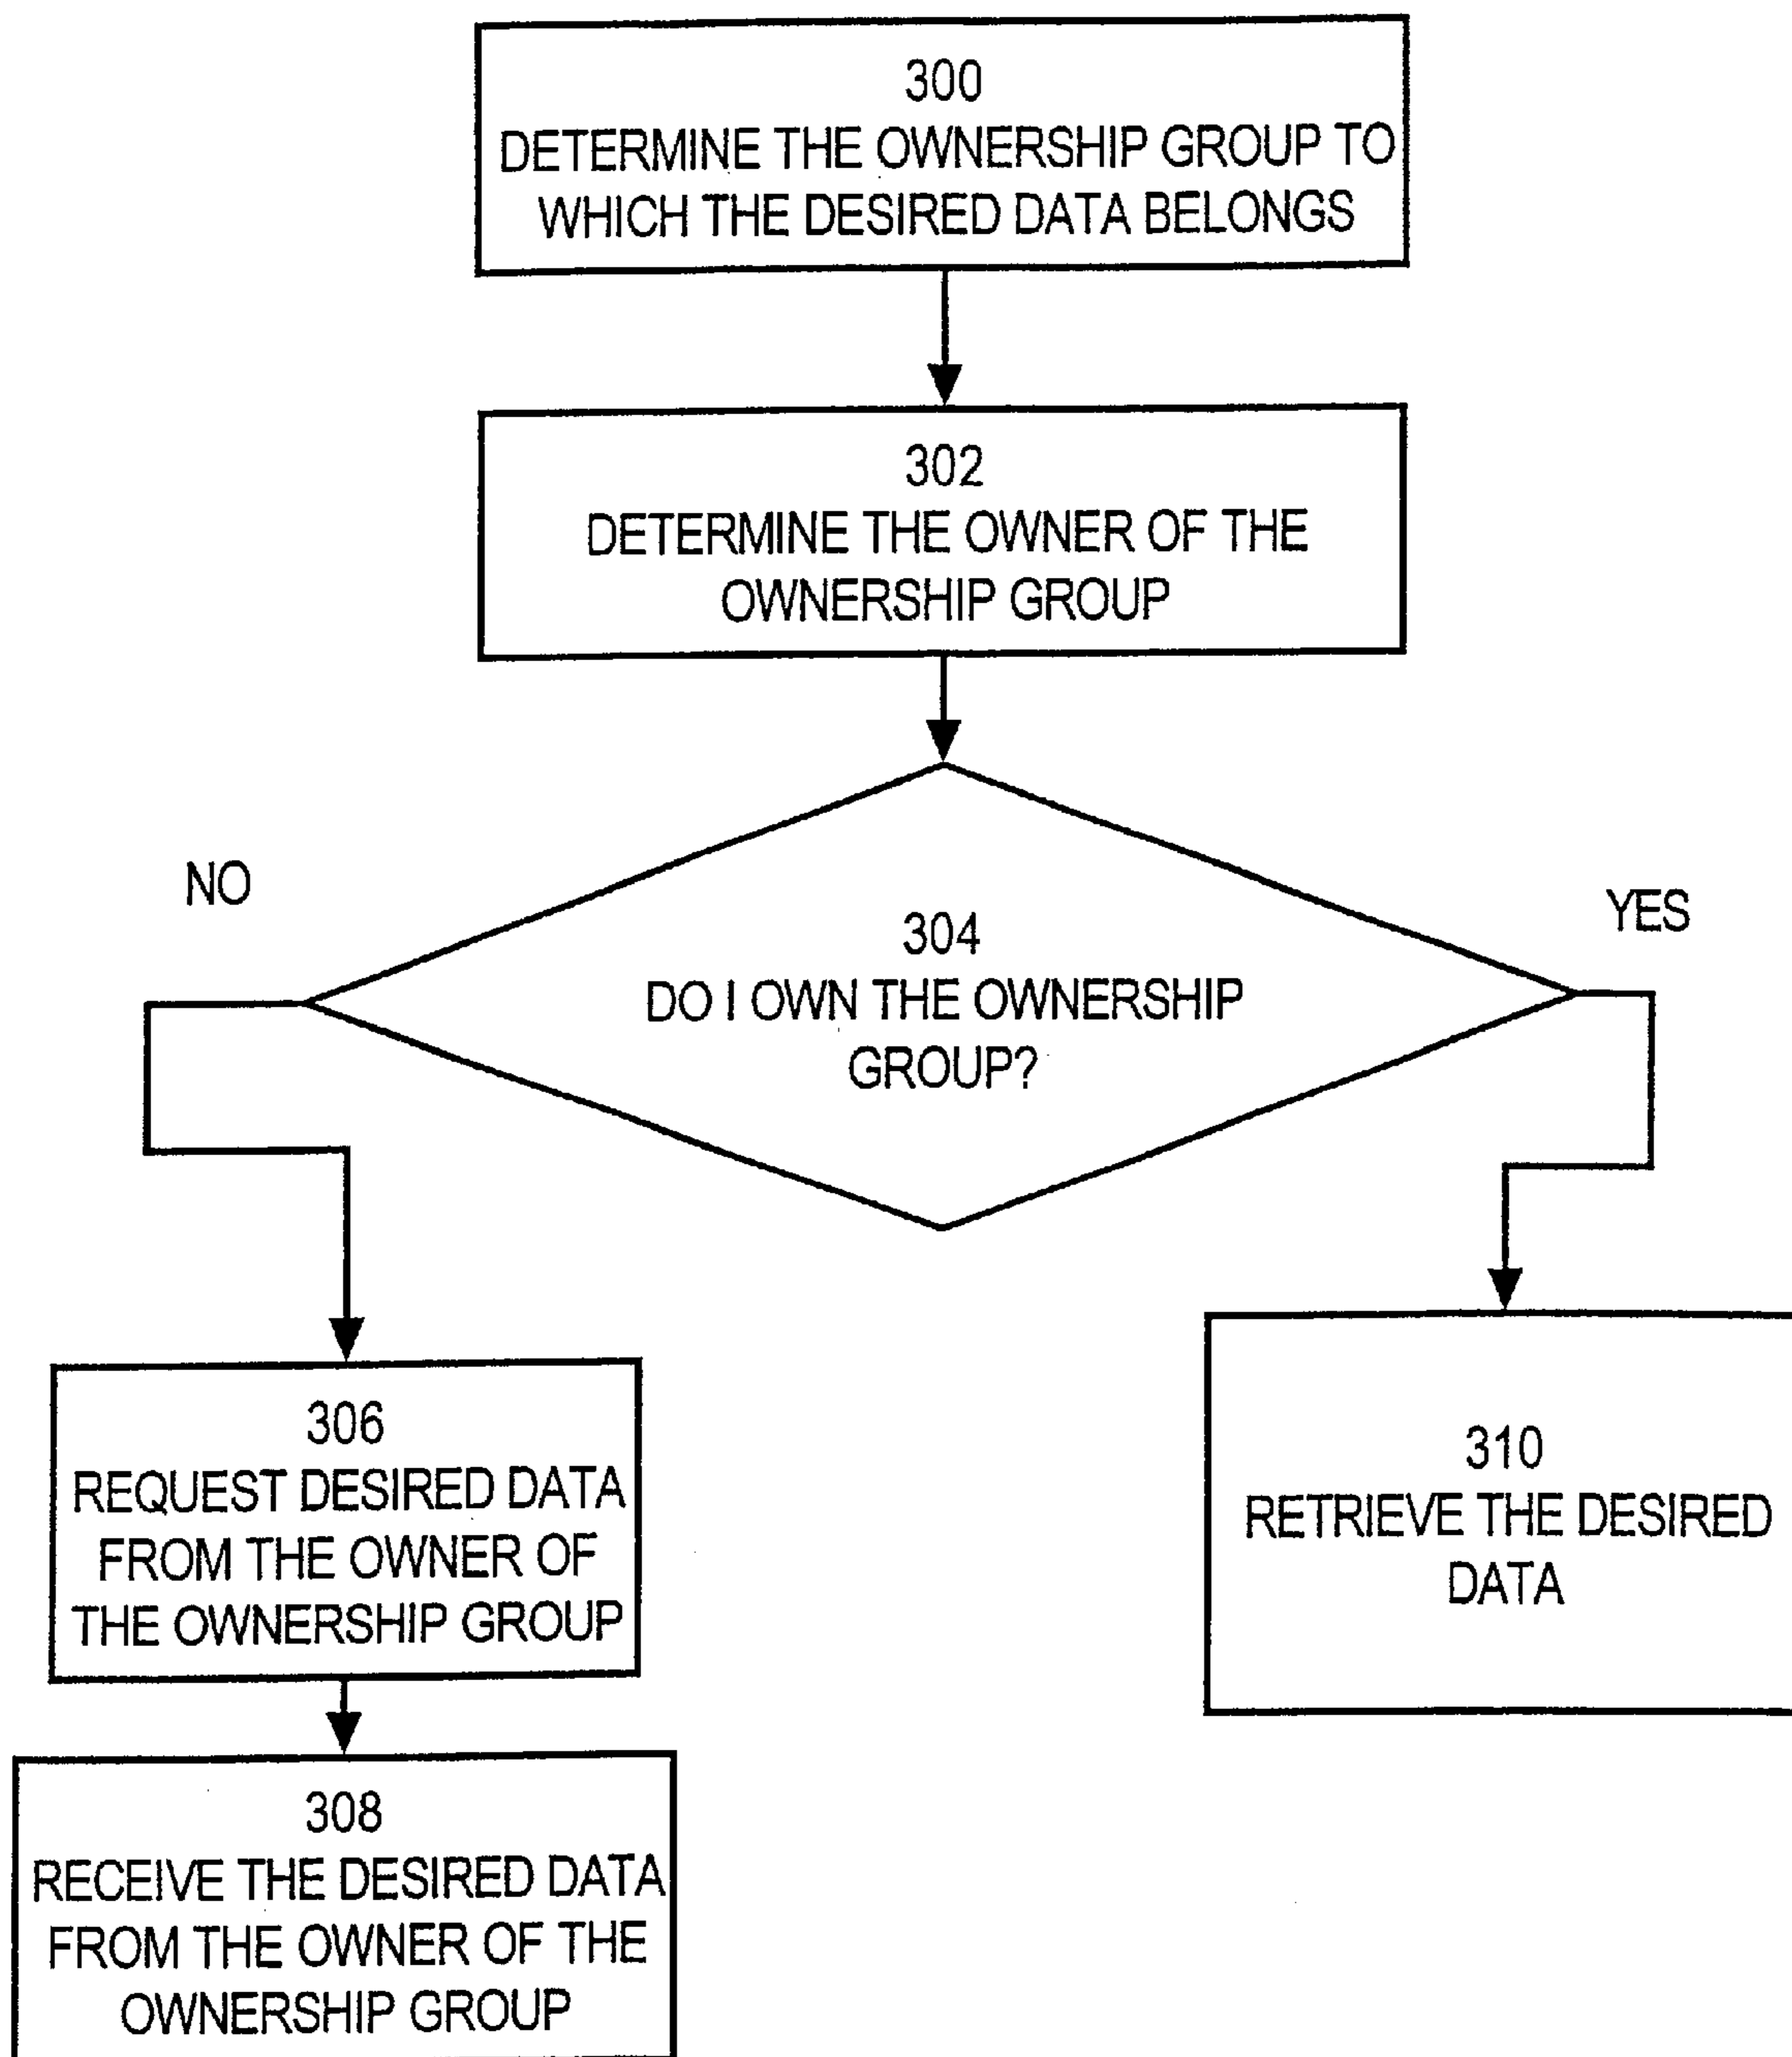 300
DETERMINE THE OWNERSHIP GROUP TO
WHICH THE DESIRED DATA BELONGS
302
DETERMINE THE OWNER OF THE
OWNERSHIP GROUP
NO
YES
304
DO I OWN THE OWNERSHIP
GROUP?
306
REQUEST DESIRED DATA
FROM THE OWNER OF
THE OWNERSHIP GROUP
310
RETRIEVE THE DESIRED
DATA
308
RECEIVE THE DESIRED DATA
FROM THE OWNER OF THE
OWNERSHIP GROUP